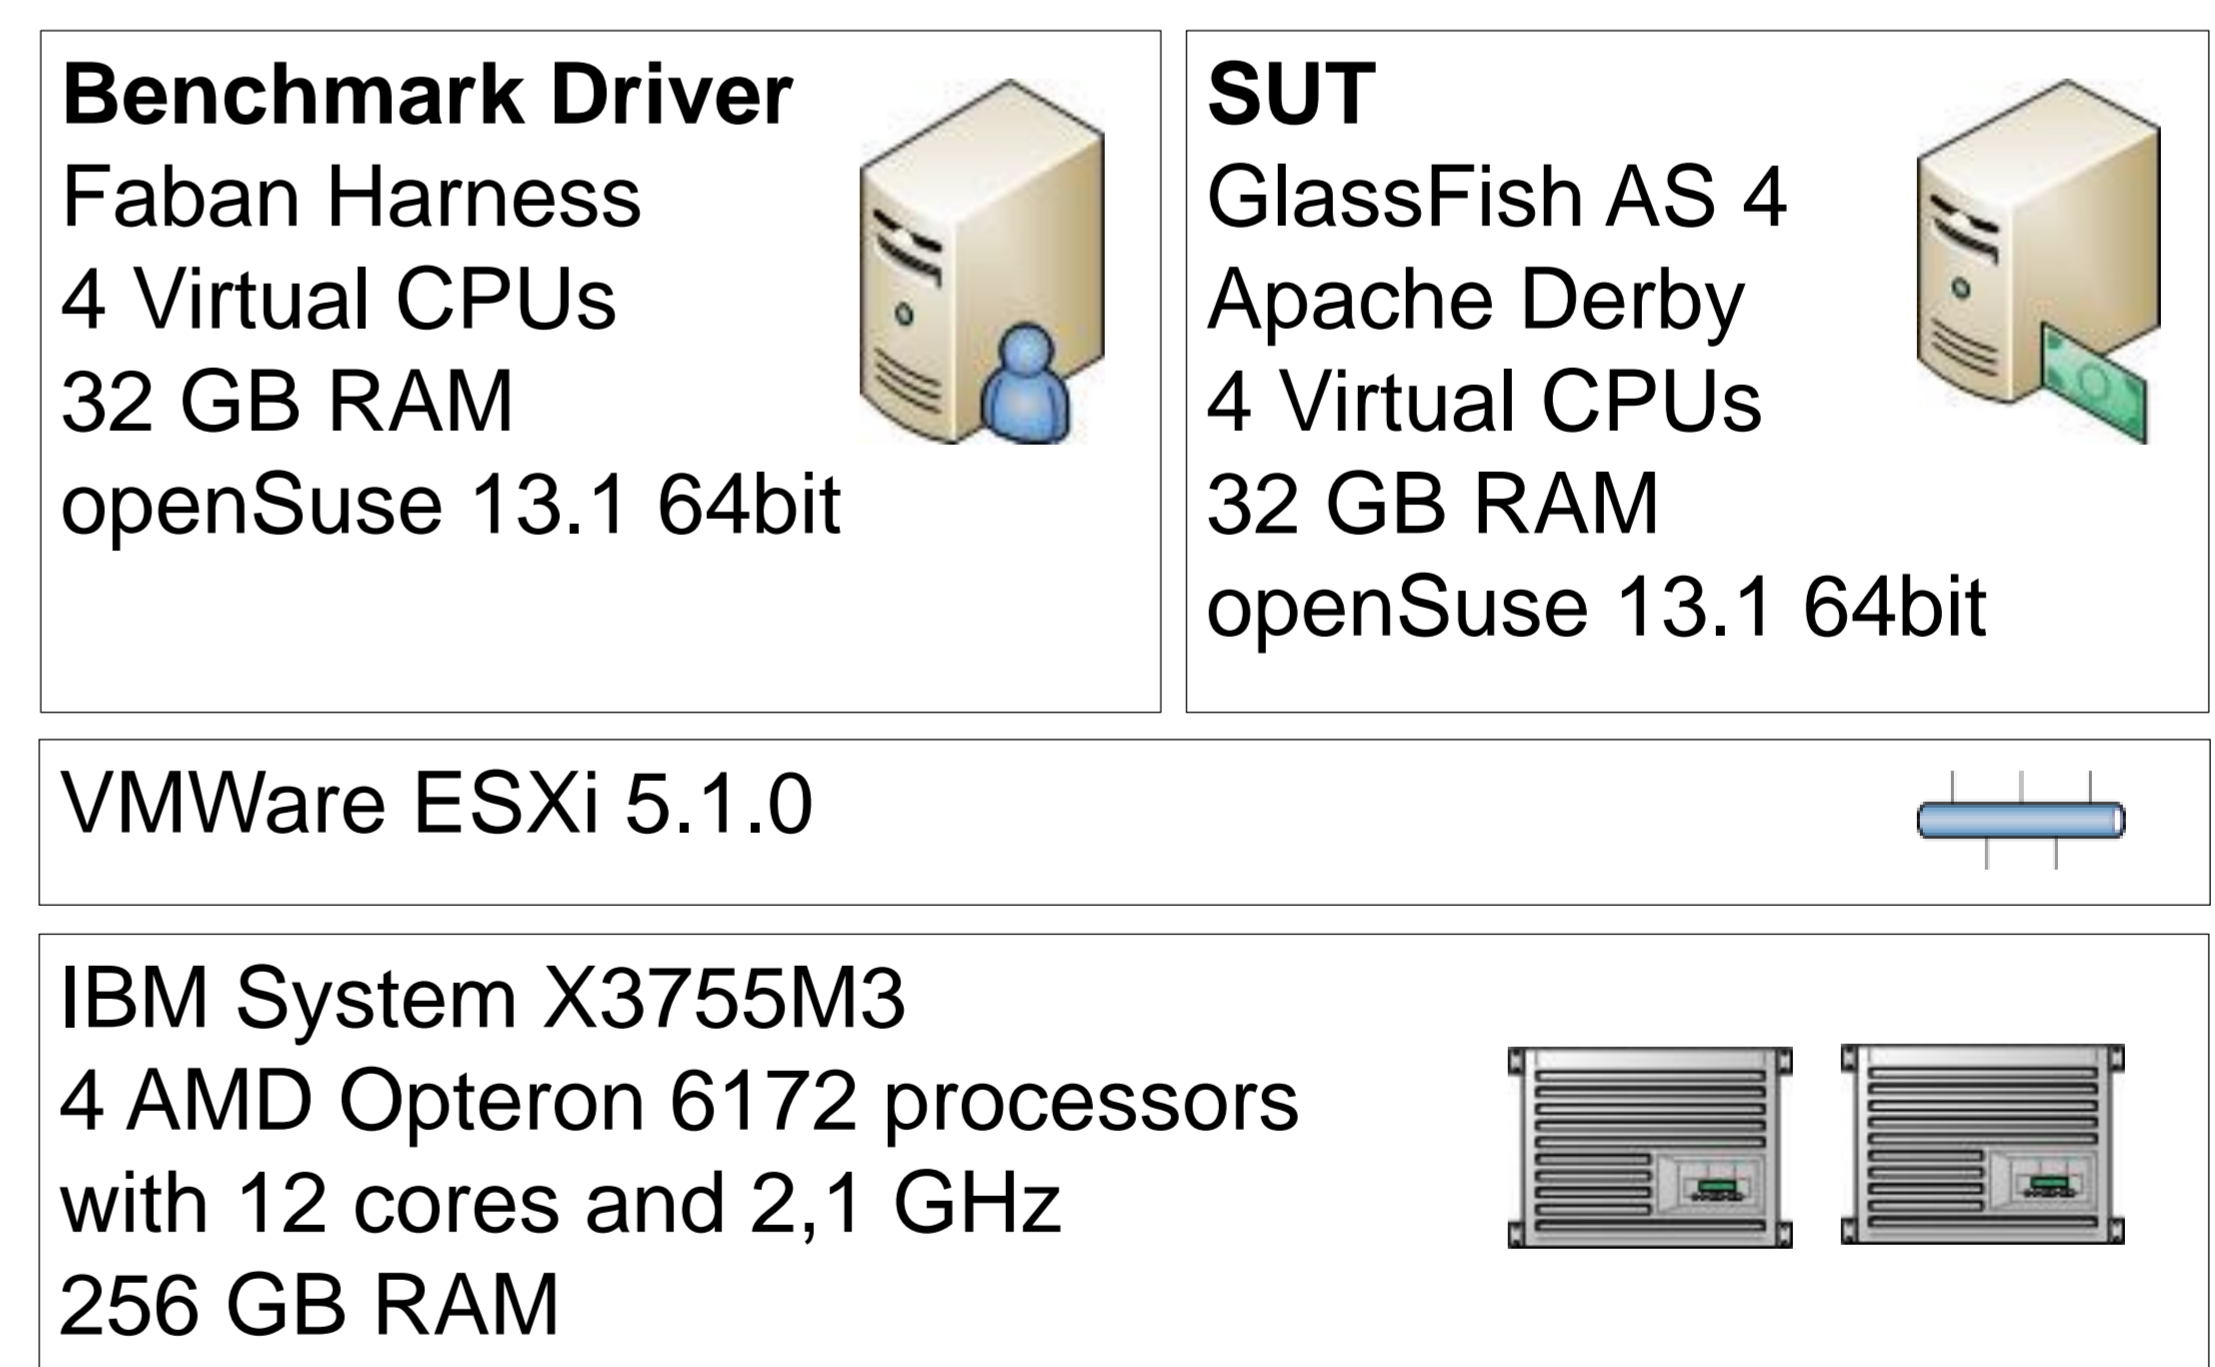 Benchmark Driver
Faban Harness
4 Virtual CPUs
32 GB RAM
openSuse 13.1 64bit
SUT
GlassFish AS 4
Apache Derby
4 Virtual CPUs
32 GB RAM
openSuse 13.1 64bit
VMWare ESXi 5.1.0
IBM System X3755M3
4 AMD Opteron 6172 processors
with 12 cores and 2,1 GHz
256 GB RAM